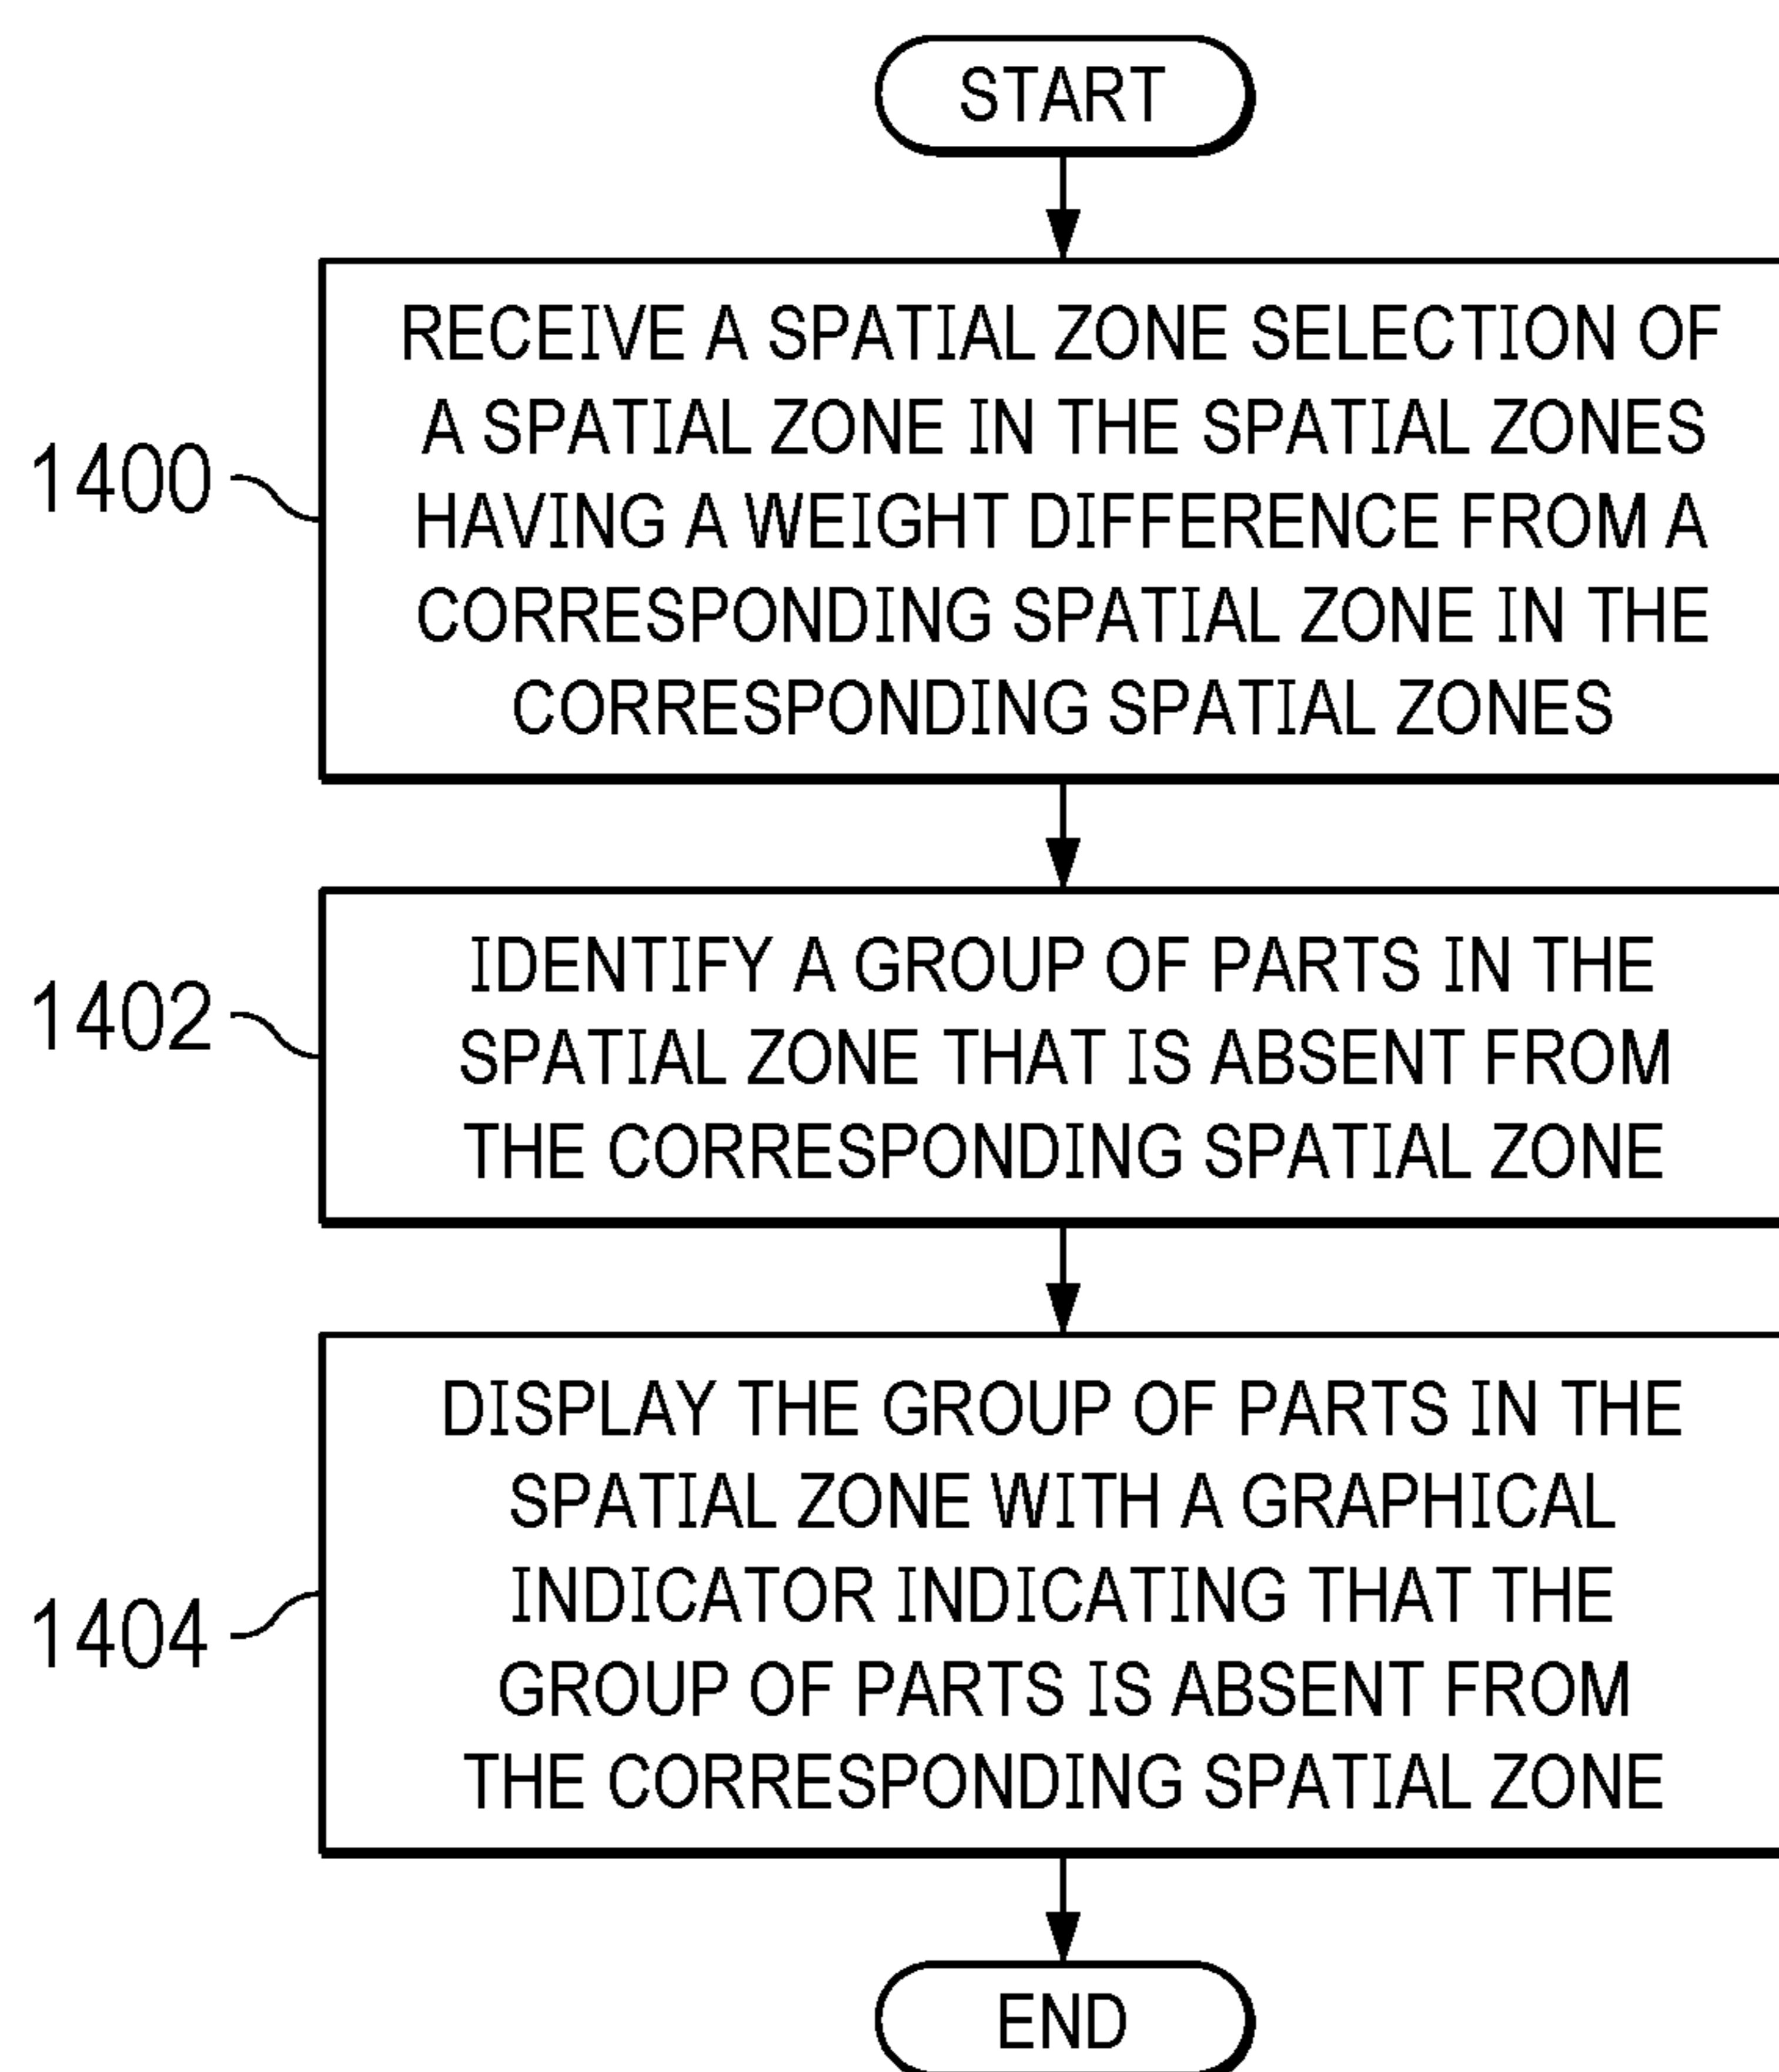 START
RECEIVE A SPATIAL ZONE SELECTION OF
A SPATIAL ZONE IN THE SPATIAL ZONES
1400
HAVING A WEIGHT DIFFERENCE FROM A
CORRESPONDING SPATIAL ZONE IN THE
CORRESPONDING SPATIAL ZONES
IDENTIFY A GROUP OF PARTS IN THE
1402
SPATIAL ZONE THAT IS ABSENT FROM
THE CORRESPONDING SPATIAL ZONE
DISPLAY THE GROUP OF PARTS IN THE
SPATIAL ZONE WITH A GRAPHICAL
INDICATOR INDICATING THAT THE
1404
GROUP OF PARTS IS ABSENT FROM
THE CORRESPONDING SPATIAL ZONE
END